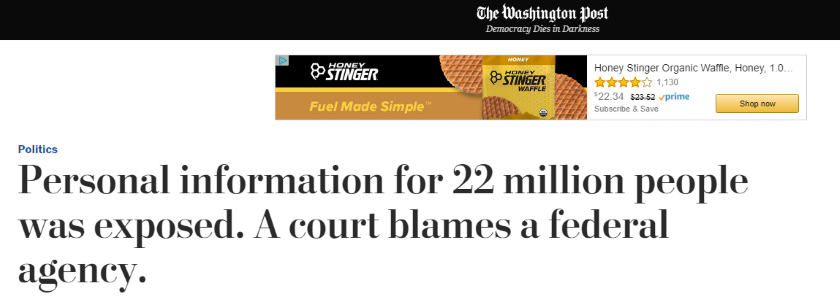 The Washington Post
Democracy Dies in Darkness
HONEY
STINGER
Fuel Made Simple™
HONEY
HONEY
STINGER
WAFFLE
Honey Stinger Organic Waffle, Honey, 1.0...
1,130
$22.34 $23.52 prime
Subscribe & Save
Shop now
Politics
Personal information for 22 million people
was exposed. A court blames a federal
agency.